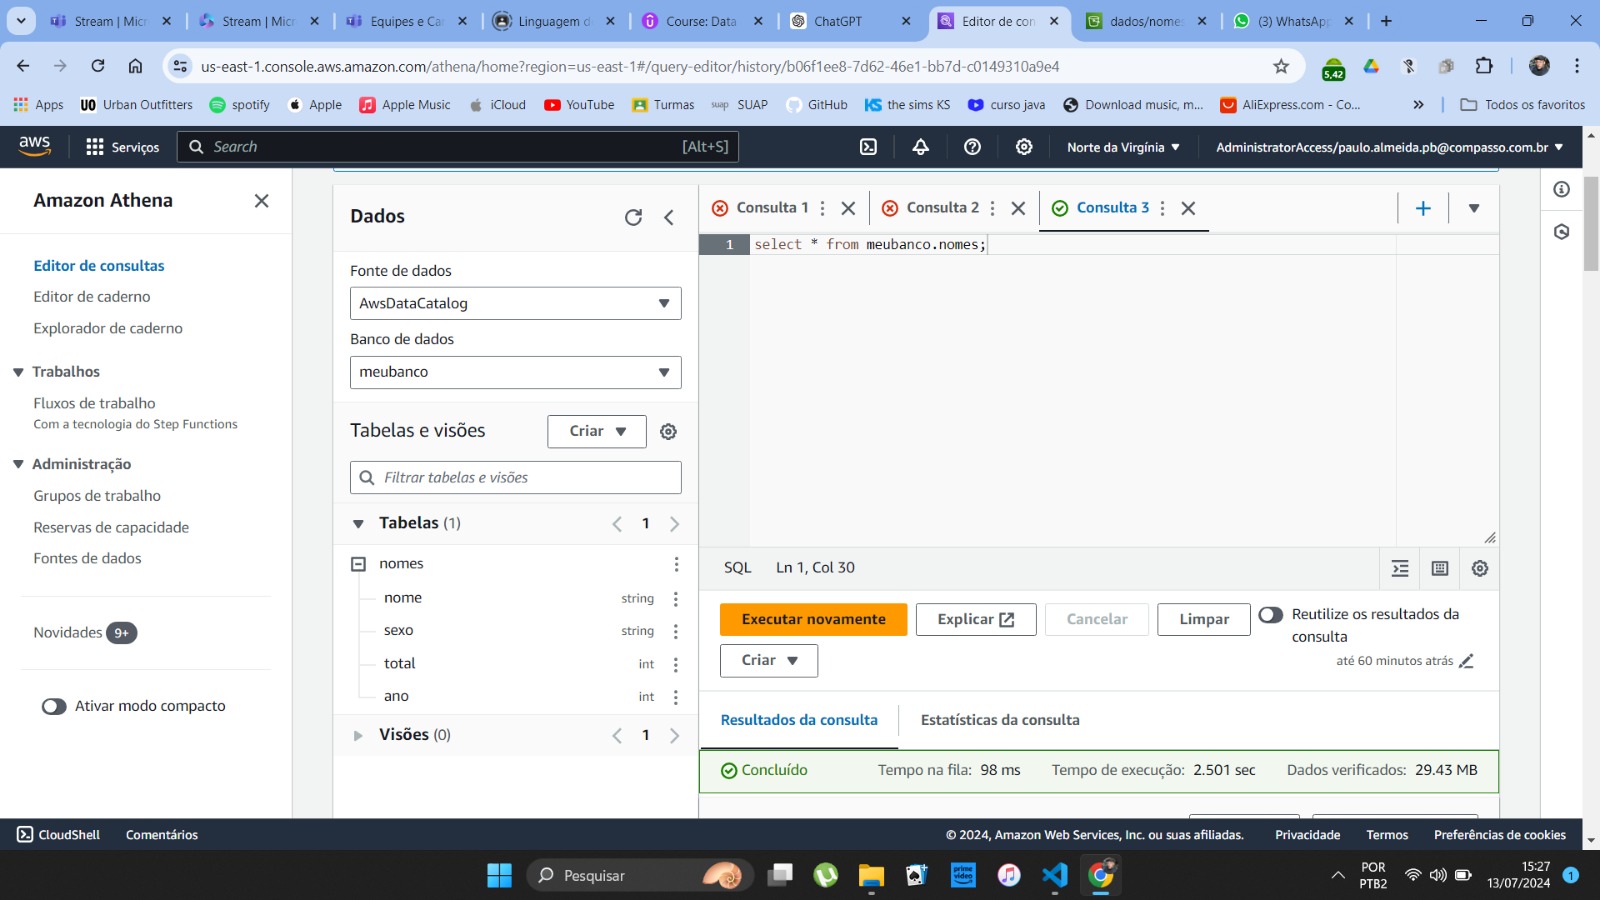 Stream | Micr
Stream | Micr
Equipes e Car
Linguagem d
Course: Data
ChatGPT
Editor de con
dados/nome
(3) WhatsApp
us-east-1.console.aws.amazon.com/athena/home?region=us-east-1#/query-editor/history/b06f1ee8-7d62-46e1-bb7d-c0149310a9e4
5,42
Apps
UO Urban Outfitters
spotify
Apple
Apple Music
iCloud
YouTube
Turmas
suap SUAP
GitHub
KS the sims KS
curso java
Download music, m...
AliExpress.com - Co...
Todos os favoritos
aws
Serviços
Search
[Alt+S]
Norte da Virgínia
AdministratorAccess/paulo.almeida.pb@compasso.com.br
Amazon Athena
Editor de consultas
Editor de caderno
Explorador de caderno
Trabalhos
Fluxos de trabalho
Com a tecnologia do Step Functions
Administração
Grupos de trabalho
Reservas de capacidade
Fontes de dados
Novidades 9+
Ativar modo compacto
Dados
Fonte de dados
AwsDataCatalog
Banco de dados
meubanco
Tabelas e visões
Criar
Filtrar tabelas e visões
Tabelas (1)
1
nomes
nome string
sexo string
total int
ano int
Visões (0)
1
Consulta 1
Consulta 2
Consulta 3
1 select * from meubanco.nomes;
SQL Ln 1, Col 30
Executar novamente
Explicar
Cancelar
Limpar
Reutilize os resultados da
consulta
até 60 minutos atrás
Criar
Resultados da consulta
Estatísticas da consulta
Concluído
Tempo na fila: 98 ms
Tempo de execução: 2.501 sec
Dados verificados: 29.43 MB
CloudShell
Comentários
© 2024, Amazon Web Services, Inc. ou suas afiliadas.
Privacidade
Termos
Preferências de cookies
Pesquisar
prime video
POR
PTB2
15:27
13/07/2024
1